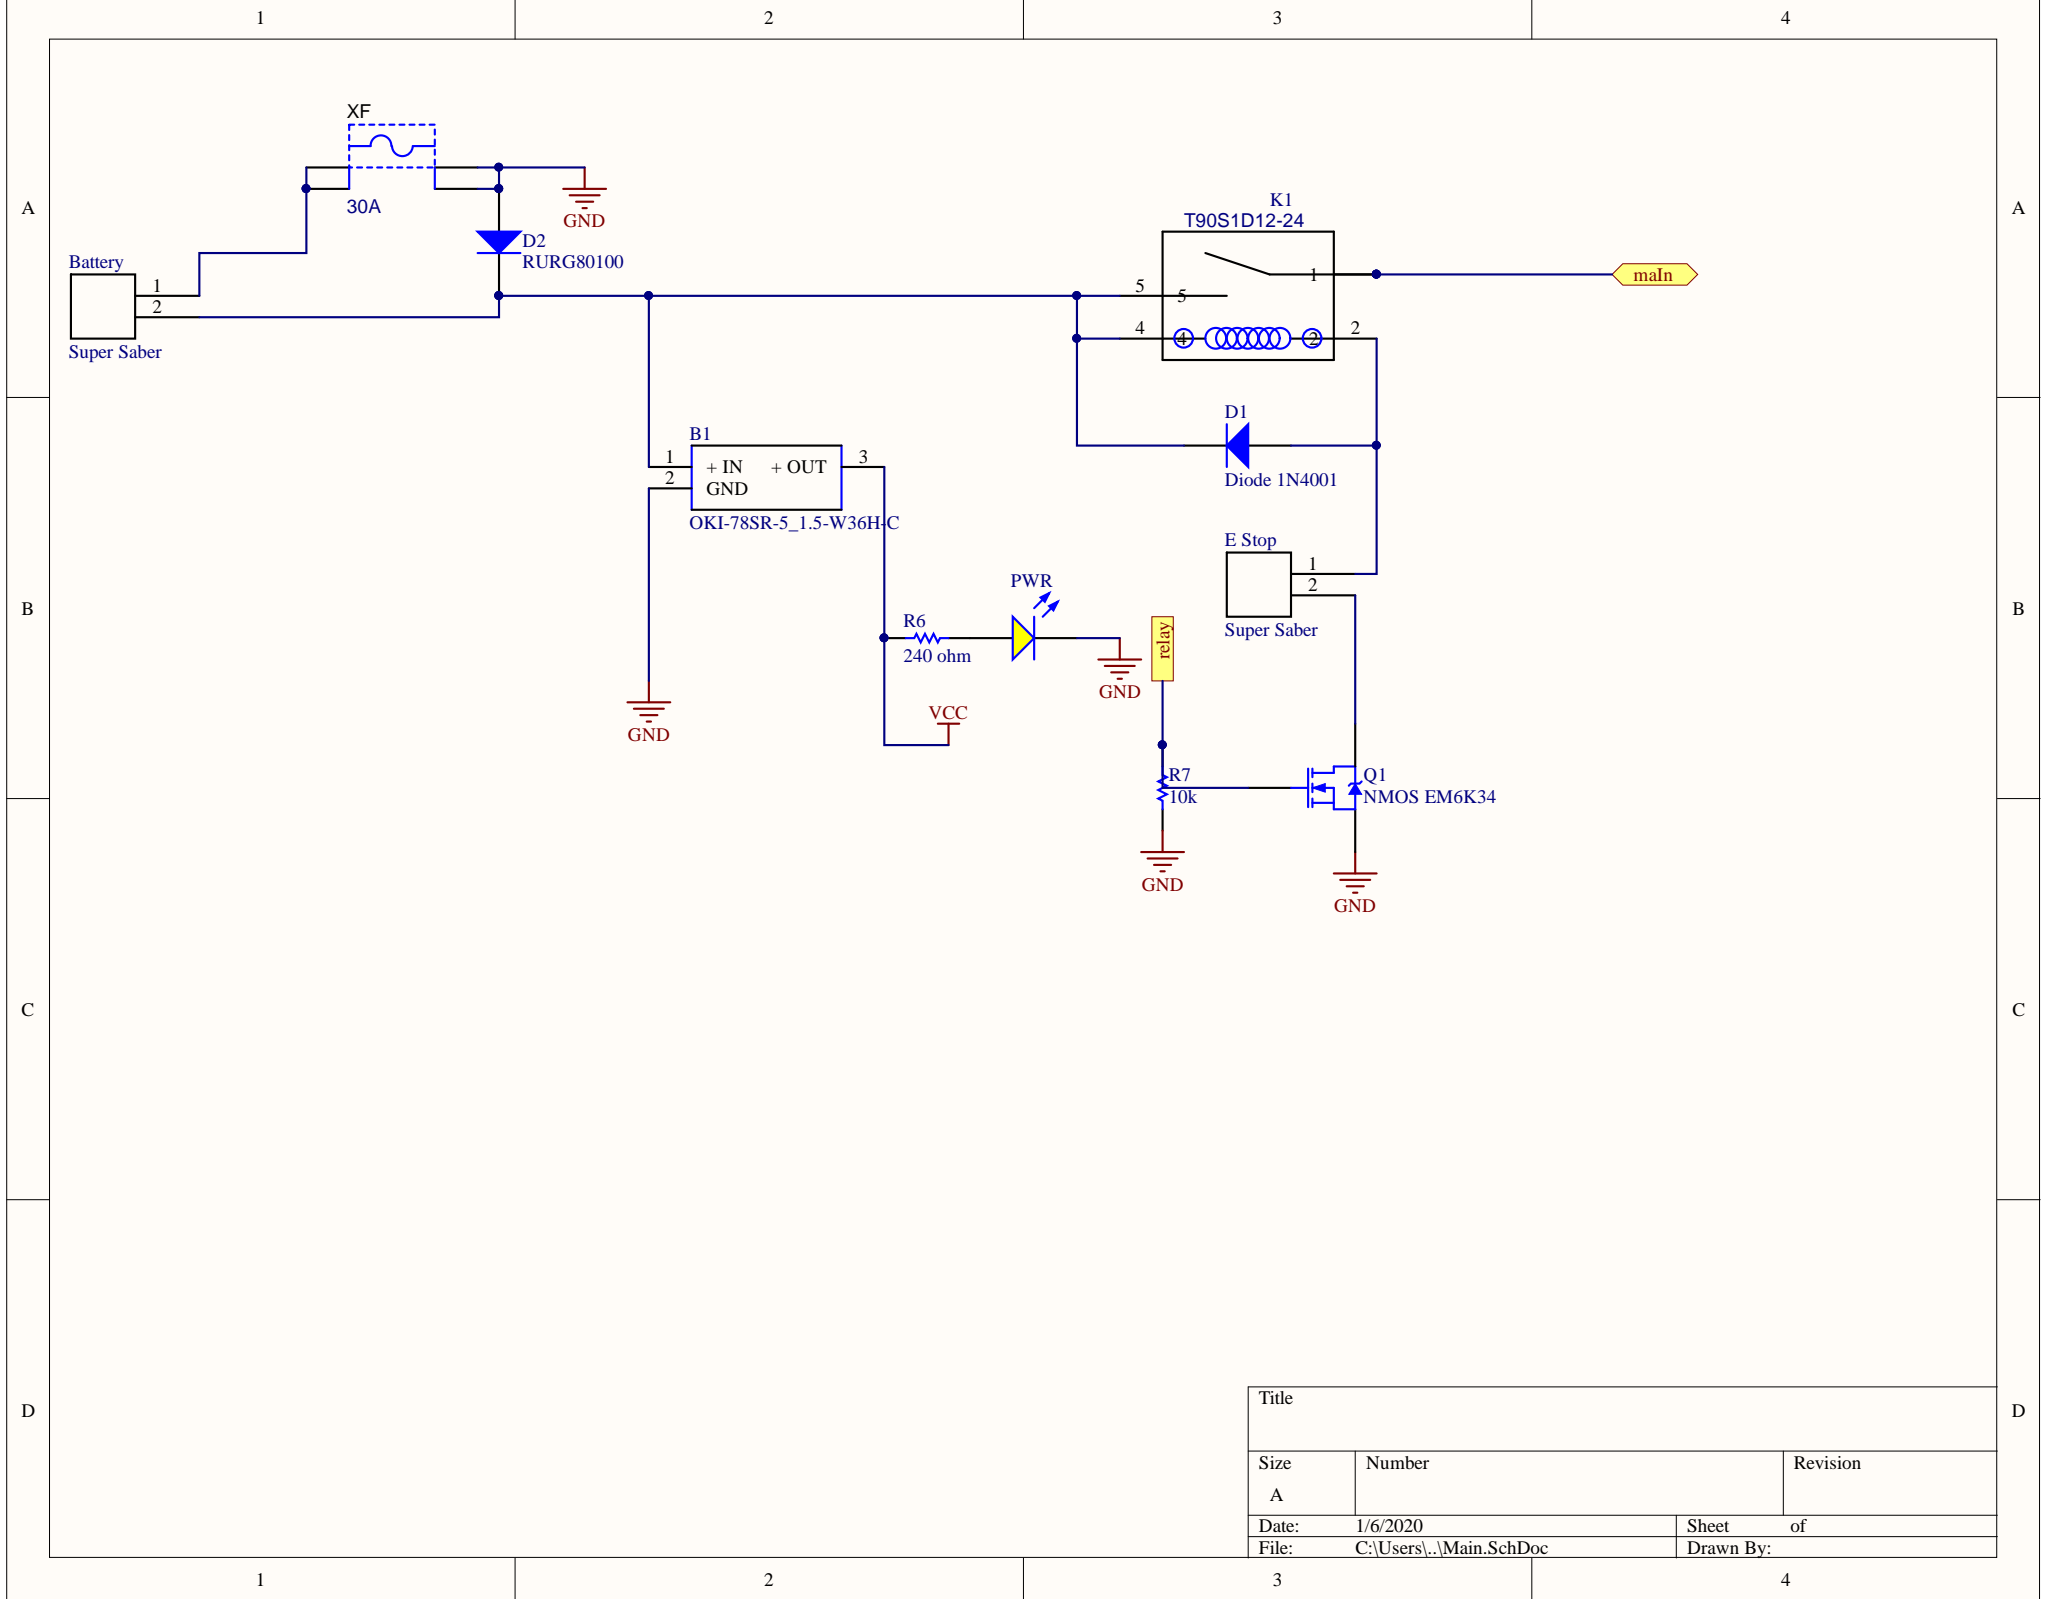 1 2 3 4
XF
30A
GND
A A
K1
T90S1D12-24
D2
RURG80100
Battery
1
2
Super Saber
1
maIn
5
5
4
4
2
2
D1
Diode 1N4001
B1
1
2
+ IN + OUT
GND
3
OKI-78SR-5_1.5-W36H-C
E Stop
1
2
Super Saber
B B
PWR
R6
240 ohm
relay
GND
VCC
GND
R7
10k
Q1
NMOS EM6K34
GND
GND
C C
D D
Title
Size
A
Number
Revision
Date: 1/6/2020
Sheet of
File: C:\Users\..\Main.SchDoc
Drawn By:
1 2 3 4